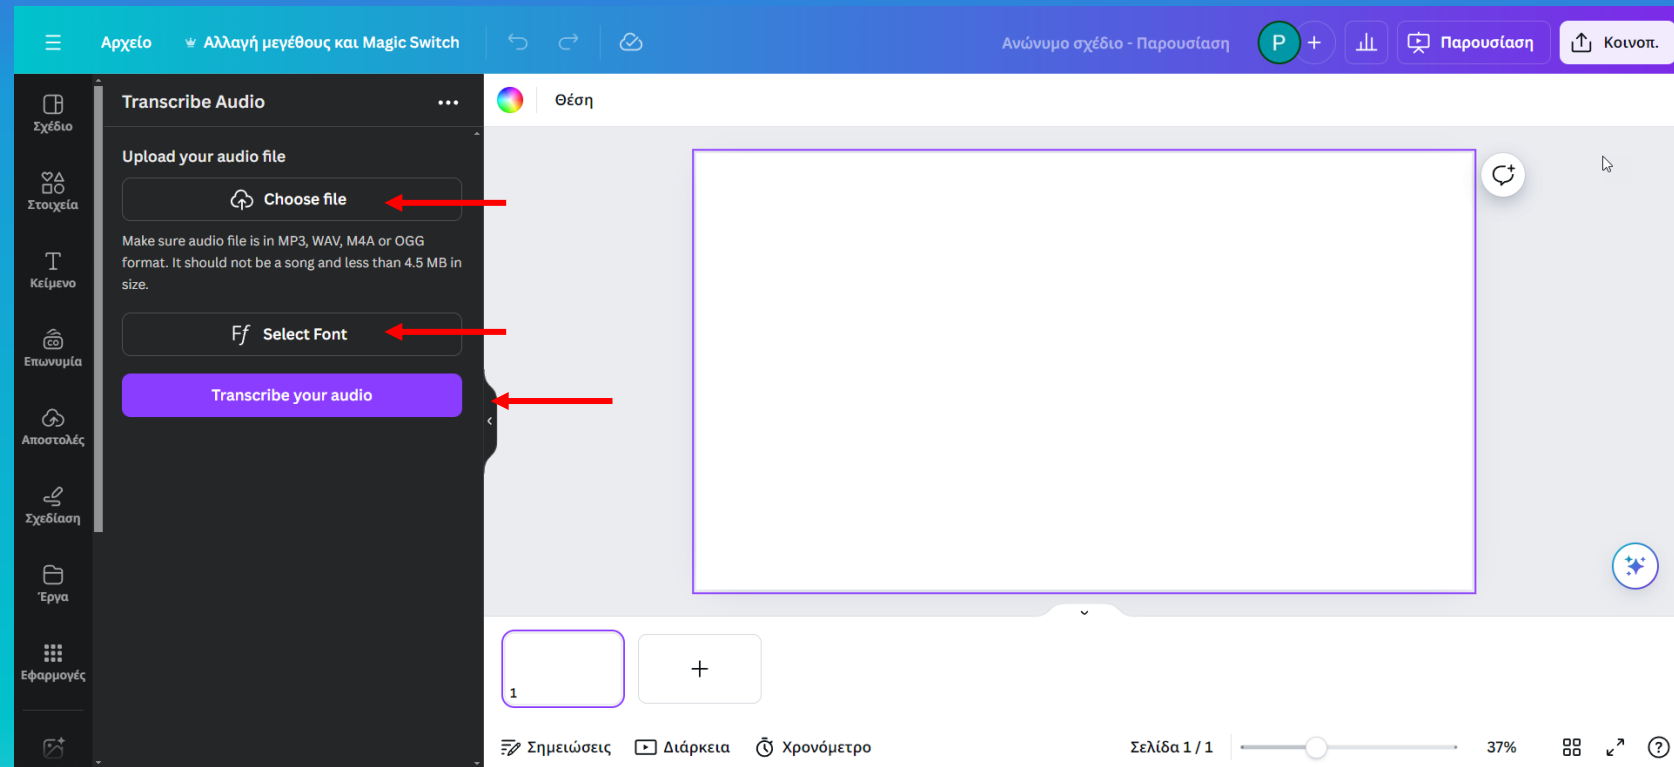 Αρχείο
Αλλαγή μεγέθους και Magic Switch
Ανώνυμο σχέδιο - Παρουσίαση
P
Παρουσίαση
Κοινοπ.
Σχέδιο
Στοιχεία
Κείμενο
Επωνυμία
Αποστολές
Σχεδίαση
Έργα
Εφαρμογές
Transcribe Audio
Upload your audio file
Choose file
Make sure audio file is in MP3, WAV, M4A or OGG
format. It should not be a song and less than 4.5 MB in
size.
Ff Select Font
Transcribe your audio
Θέση
1
Σημειώσεις
Διάρκεια
Χρονόμετρο
Σελίδα 1 / 1
37%